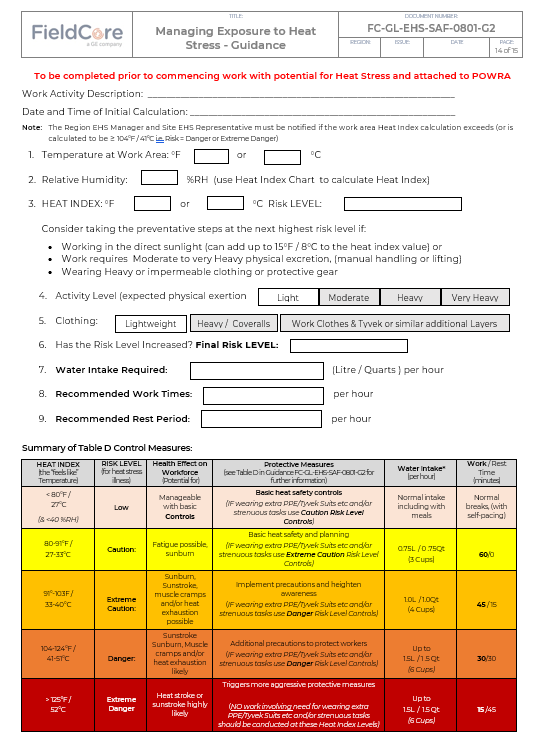 FieldCore
a GE company
TITLE:
Managing Exposure to Heat
Stress - Guidance
DOCUMENT NUMBER:
FC-GL-EHS-SAF-0801-G2
REGION: ISSUE: DATE PAGE:
14 of 15
To be completed prior to commencing work with potential for Heat Stress and attached to POWRA
Work Activity Description:
Date and Time of Initial Calculation:
Note: The Region EHS Manager and Site EHS Representative must be notified if the work area Heat Index calculation exceeds (or is
calculated to be ≥ 104°F / 41°C i.e. Risk = Danger or Extreme Danger)
1. Temperature at Work Area: °F or °C
2. Relative Humidity: %RH (use Heat Index Chart to calculate Heat Index)
3. HEAT INDEX: °F or °C Risk LEVEL:
Consider taking the preventive steps at the next highest risk level if:
• Working in the direct sunlight (can add up to 15°F / 8°C to the heat index value) or
• Work requires Moderate to very Heavy physical excretion, (manual handling or lifting)
• Wearing Heavy or impermeable clothing or protective gear
4. Activity Level (expected physical exertion Light Moderate Heavy Very Heavy
5. Clothing: Lightweight Heavy / Coveralls Work Clothes & Tyvek or similar additional Layers
6. Has the Risk Level Increased? Final Risk LEVEL:
7. Water Intake Required: (Litre / Quarts ) per hour
8. Recommended Work Times: per hour
9. Recommended Rest Period: per hour
Summary of Table D Control Measures:
HEAT INDEX
(the "feels like"
Temperature)
RISK LEVEL
(for heat stress
illness)
Health Effect on
Workforce
(Potential for)
Protective Measures
(see Table D in Guidance FC-GL-EHS-SAF-0801-G2 for
further information)
Water Intake*
(per hour)
Work / Rest
Time
(minutes)
< 80°F /
27°C
(& <40 %RH)
Low
Manageable
with basic
Controls
Basic heat safety controls
(IF wearing extra PPE/Tyvek Suits etc and/or
strenuous tasks use Caution Risk Level
Controls)
Normal intake
including with
meals
Normal
breaks, (with
self-pacing)
80-91°F /
27-33°C
Caution:
Fatigue possible,
sunburn
Basic heat safety and planning
(IF wearing extra PPE/Tyvek Suits etc and/or
strenuous tasks use Extreme Caution Risk Level
Controls)
0.75L / 0.75Qt
(3 Cups)
60/0
91°-103F /
33-40°C
Extreme
Caution:
Sunburn,
Sunstroke,
muscle cramps
and/or heat
exhaustion
possible
Implement precautions and heighten
awareness
(IF wearing extra PPE/Tyvek Suits etc and/or
strenuous tasks use Danger Risk Level Controls)
1.0L / 1.0Qt
(4 Cups)
45/15
104-124°F /
41-51°C
Danger:
Sunstroke
Sunburn, Muscle
cramps and/or
heat exhaustion
likely
Additional precautions to protect workers
(IF wearing extra PPE/Tyvek Suits etc and/or
strenuous tasks use Danger Risk Level Controls)
Up to
1.5L / 1.5 Qt
(6 Cups)
30/30
> 125°F /
52°C
Extreme
Danger
Heat stroke or
sunstroke highly
likely
Triggers more aggressive protective measures
(NO work involving need for wearing extra
PPE/Tyvek Suits etc and/or strenuous tasks
should be conducted at these Heat Index Levels)
Up to
1.5L / 1.5 Qt
(6 Cups)
15/45